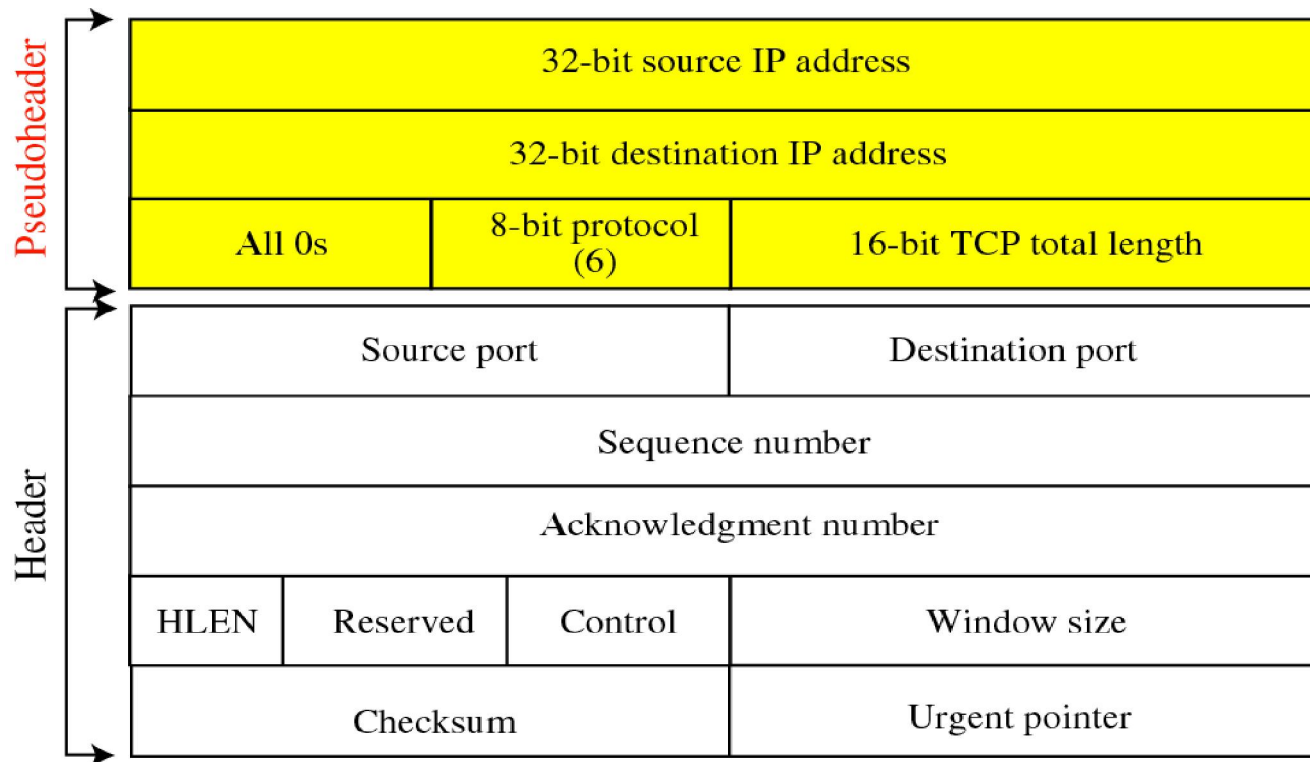 Pseudoheader
32-bit source IP address
32-bit destination IP address
All 0s
8-bit protocol
(6)
16-bit TCP total length
Header
Source port
Destination port
Sequence number
Acknowledgment number
HLEN
Reserved
Control
Window size
Checksum
Urgent pointer